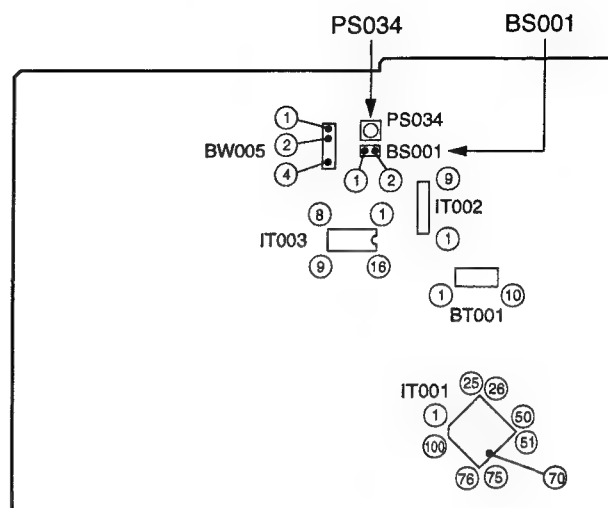 PS034 BS001
PS034
1
BW005 2 BS001
4 1 2 9
IT002
8 1
IT003 1
9 16
1 10
BT001
IT001 25 26
1 50
100 51
76 75 70